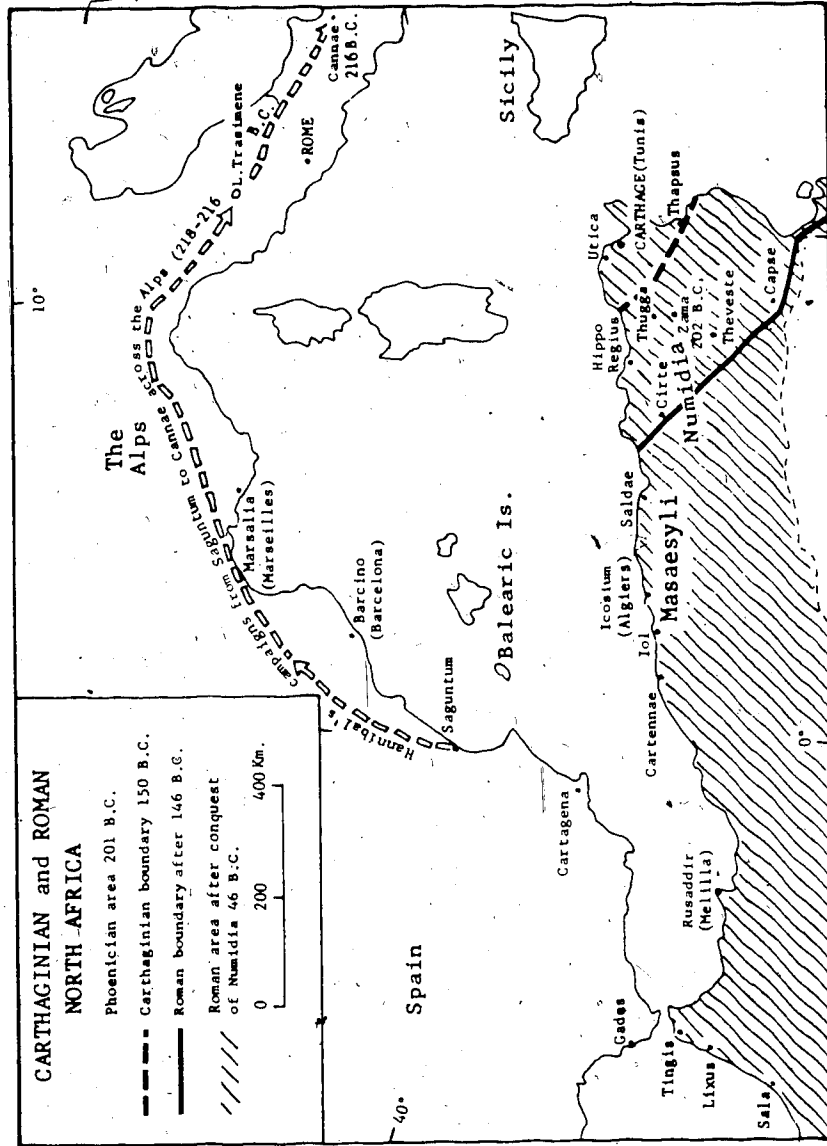 CARTHAGINIAN and ROMAN
NORTH AFRICA
Phoenician area 201 B.C.
Carthaginian boundary 150 B.C.
Roman boundary after 146 B.C.
Roman area after conquest
of Numidia 46 B.C.
0 200 400 Km.
10°
40°
0°
The
Alps
Hannibal's campaigns from Saguntum to Cannae across the Alps (218-216
B.C.
L. Trasimene
Cannae
216 B.C.
ROME
Marsalia
(Marseilles)
Barcino
(Barcelona)
Saguntum
Balearic Is.
Sicily
Spain
Cartagena
Gades
Tingis
Lixus
Sala
Rusaddir
(Melilla)
Cartennae
Iol
Icosium
(Algiers)
Saldae
Masaesyli
Hippo
Regius
Utica
CARTHAGE (Tunis)
Thapsus
Thugga
Cirte
Numidia
Zama
202 B.C.
Theveste
Capse